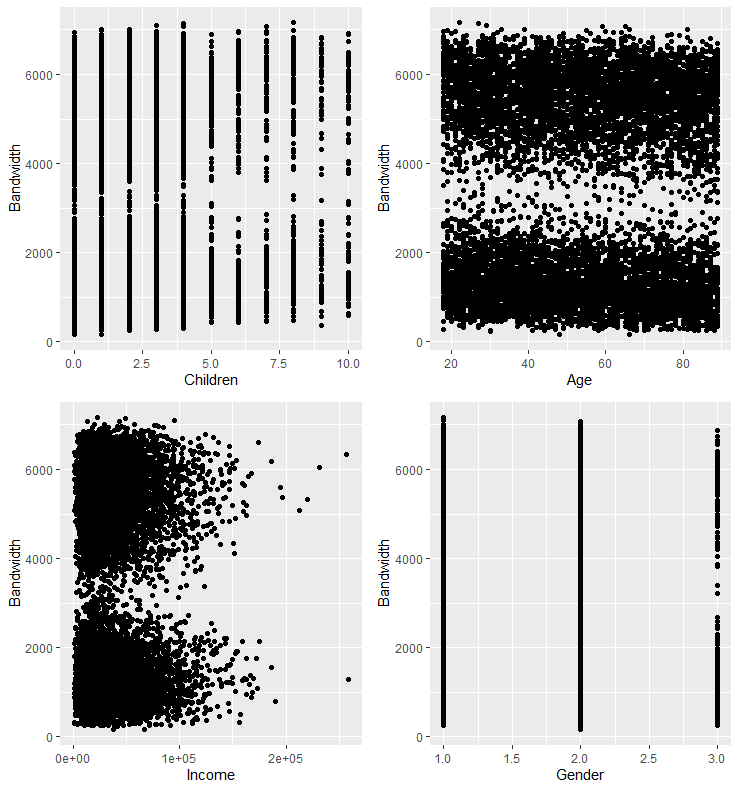 6000
4000
2000
0
Bandwidth
0.0 2.5 5.0 7.5 10.0
Children
6000
4000
2000
0
Bandwidth
20 40 60 80
Age
6000
4000
2000
0
Bandwidth
0e+00 1e+05 2e+05
Income
6000
4000
2000
0
Bandwidth
1.0 1.5 2.0 2.5 3.0
Gender